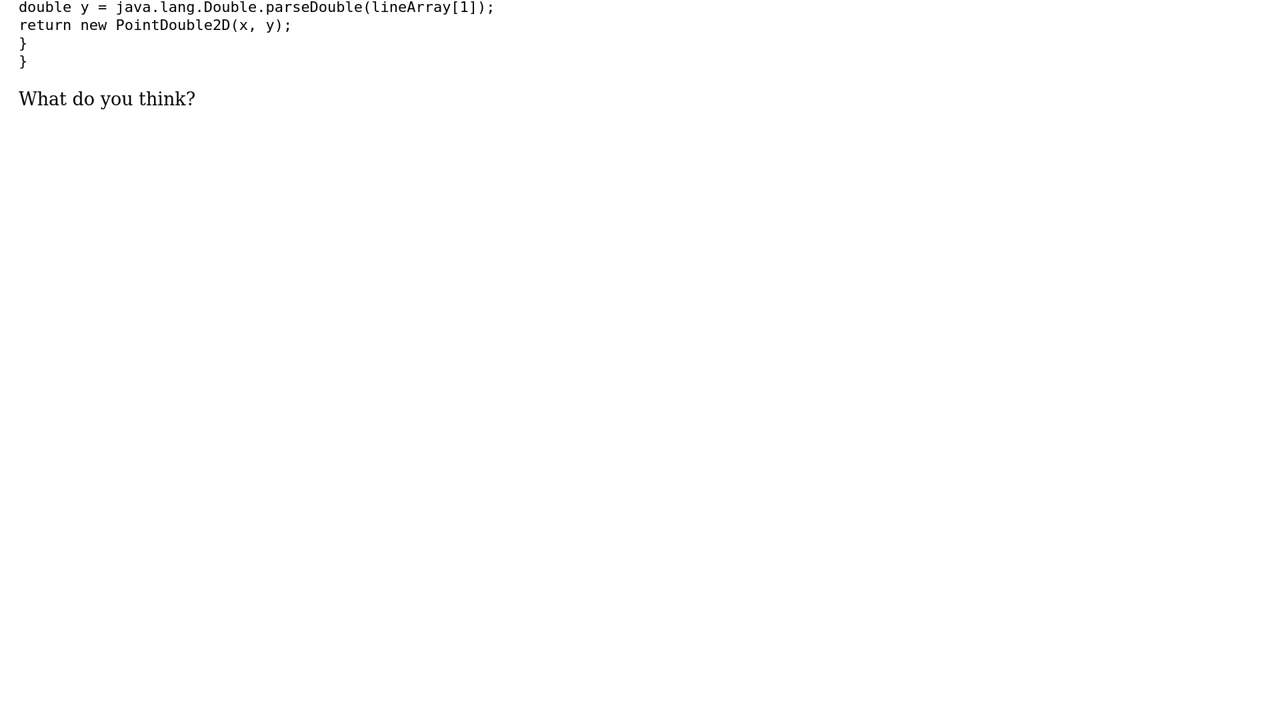 double y = java.lang.Double.parseDouble(lineArray[1]);
return new PointDouble2D(x, y);
}
}
What do you think?